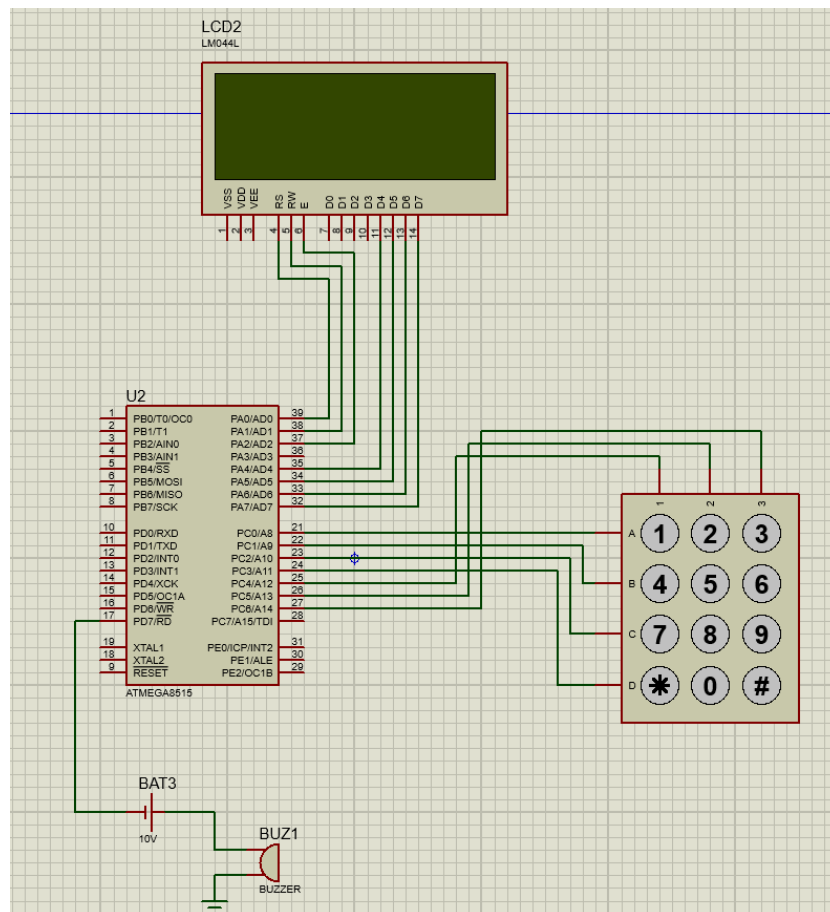 LCD2
LM044L
VSS VDD VEE RS RW E D0 D1 D2 D3 D4 D5 D6 D7
1 2 3 4 5 6 7 8 9 10 11 12 13 14
U2
1 PB0/T0/OC0 PA0/AD0 39
2 PB1/T1 PA1/AD1 38
3 PB2/AIN0 PA2/AD2 37
4 PB3/AIN1 PA3/AD3 36
5 PB4/SS PA4/AD4 35
6 PB5/MOSI PA5/AD5 34
7 PB6/MISO PA6/AD6 33
8 PB7/SCK PA7/AD7 32
10 PD0/RXD PC0/A8 21
11 PD1/TXD PC1/A9 22
12 PD2/INT0 PC2/A10 23
13 PD3/INT1 PC3/A11 24
14 PD4/XCK PC4/A12 25
15 PD5/OC1A PC5/A13 26
16 PD6/WR PC6/A14 27
17 PD7/RD PC7/A15/TDI 28
19 XTAL1 PE0/ICP/INT2 31
18 XTAL2 PE1/ALE 30
9 RESET PE2/OC1B 29
ATMEGA8515
1 2 3
A 1 2 3
B 4 5 6
C 7 8 9
D * 0 #
BAT3
10V
BUZ1
BUZZER